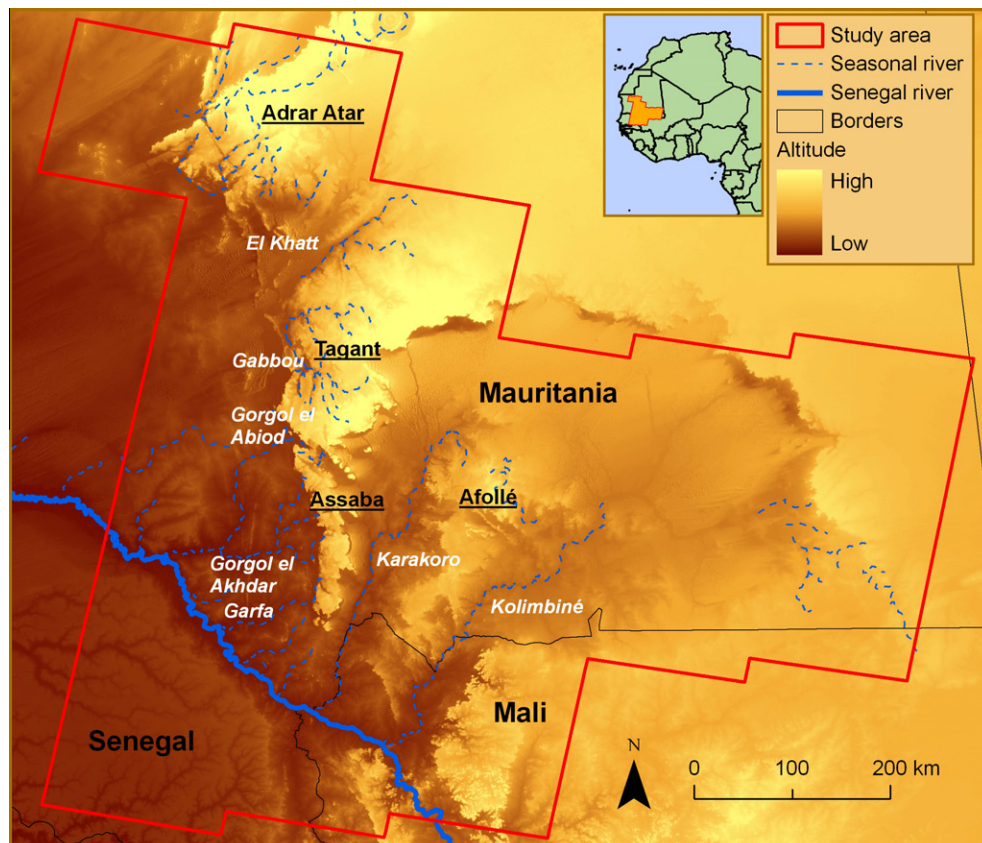 Study area
Seasonal river
Senegal river
Borders
Altitude
High
Low
Adrar Atar
El Khatt
Tagant
Gabbou
Mauritania
Gorgol el
Abiod
Assaba
Afollé
Karakoro
Gorgol el
Akhdar
Garfa
Kolimbiné
Mali
Senegal
N
0 100 200 km